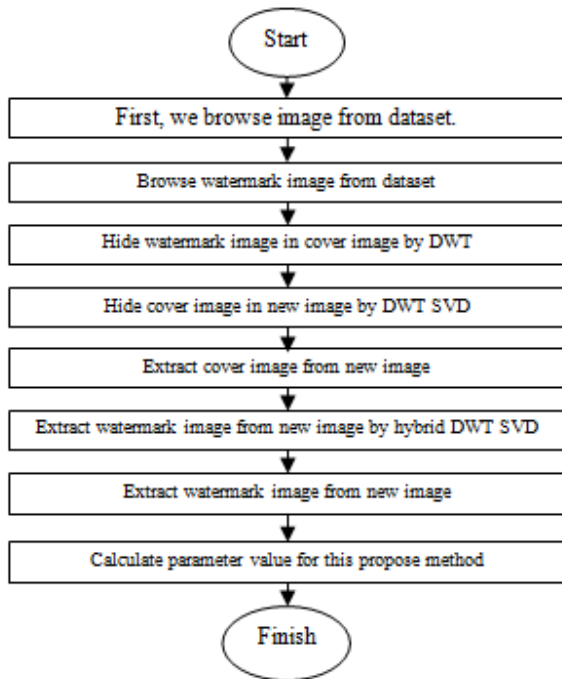 Start
First, we browse image from dataset.
Browse watermark image from dataset
Hide watermark image in cover image by DWT
Hide cover image in new image by DWT SVD
Extract cover image from new image
Extract watermark image from new image by hybrid DWT SVD
Extract watermark image from new image
Calculate parameter value for this propose method
Finish